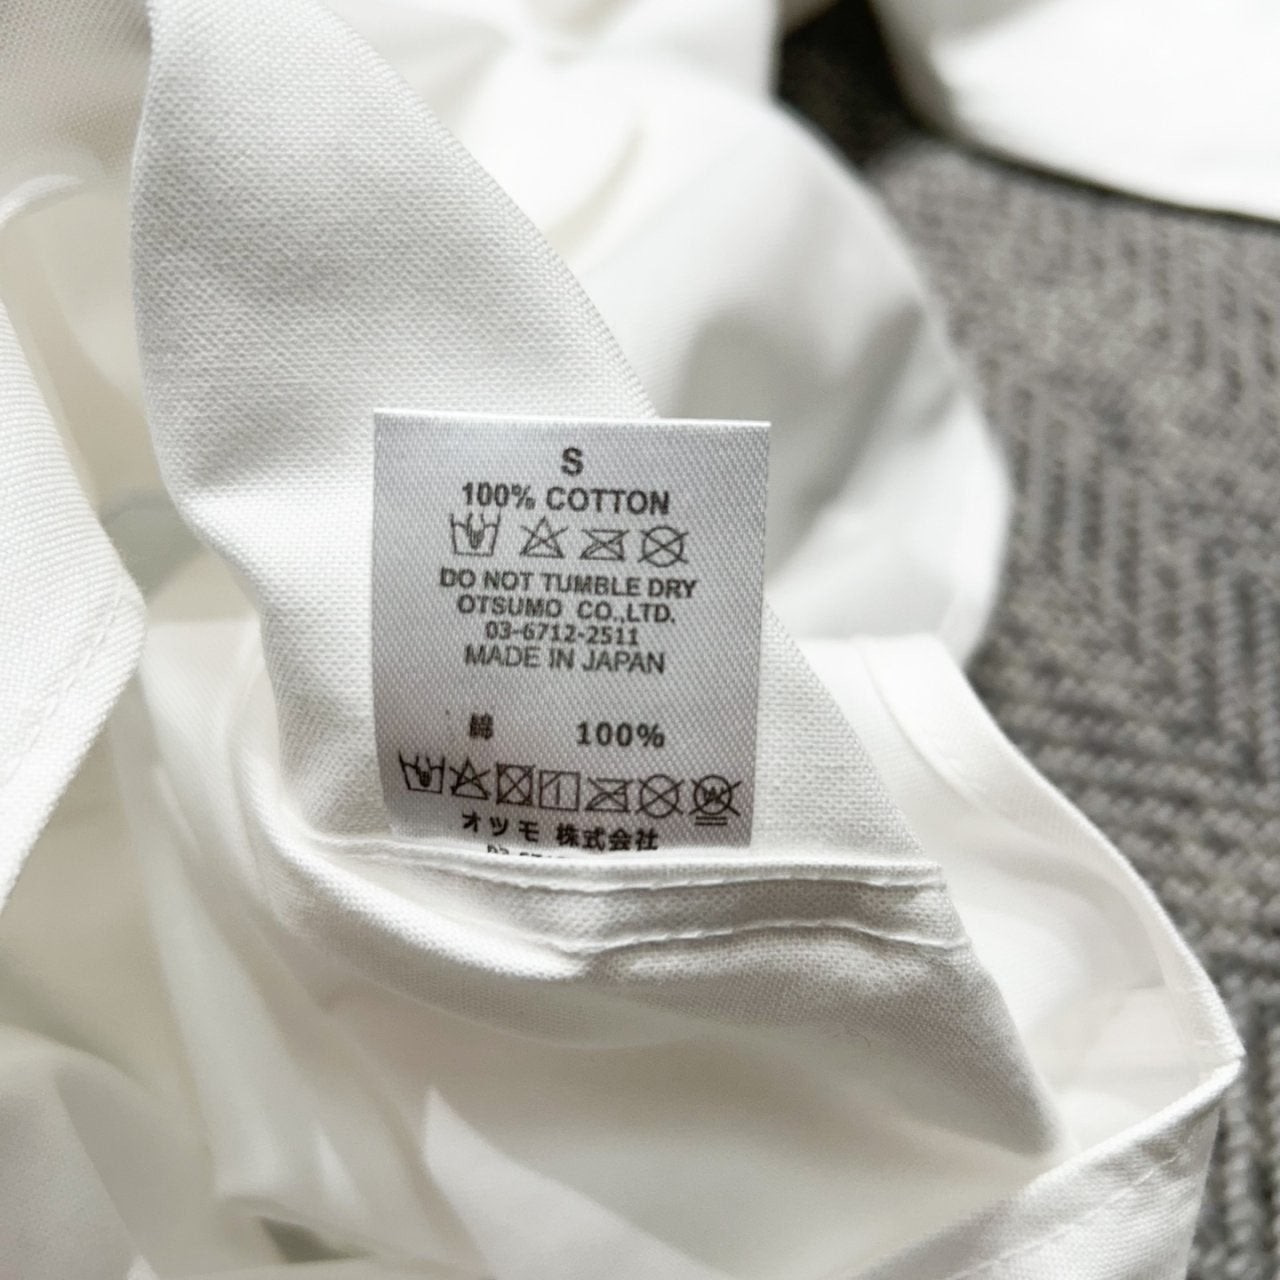 S
100% COTTON
DO NOT TUMBLE DRY
OTSUMO CO.,LTD.
03-6712-2511
MADE IN JAPAN
綿 100%
オツモ 株式会社